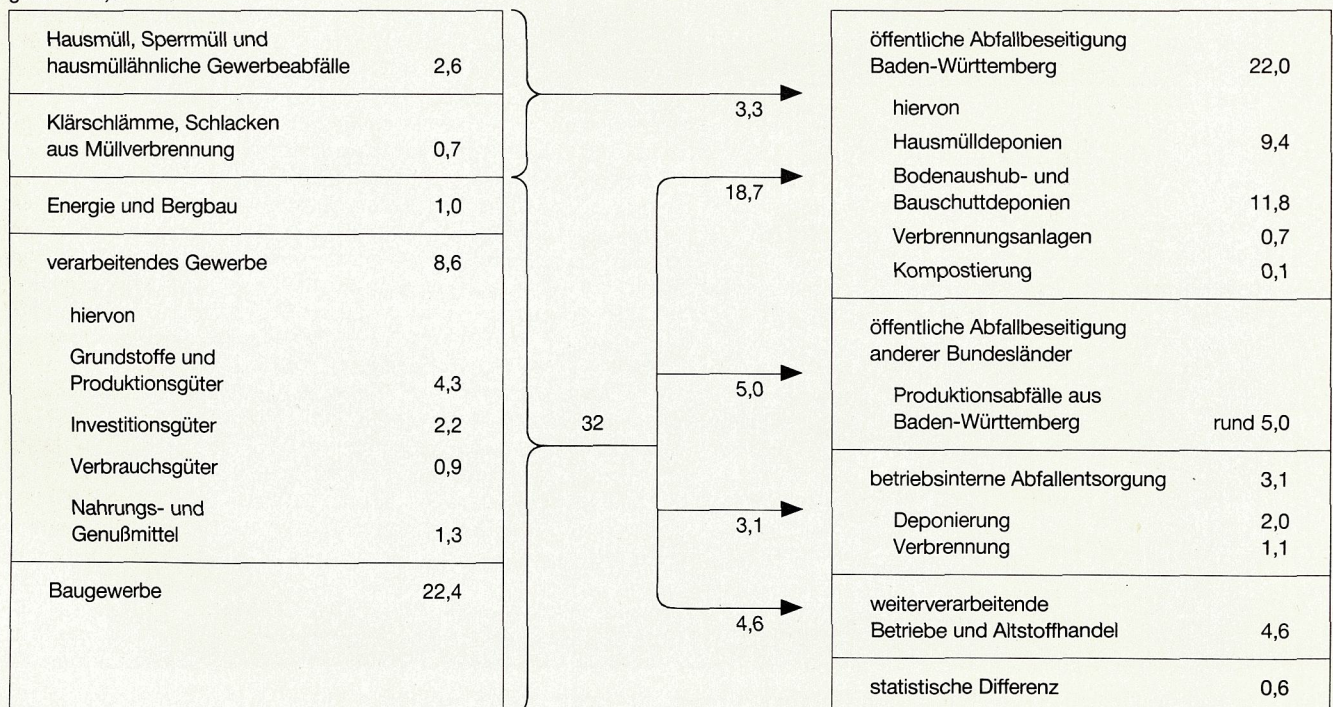 Hausmüll, Sperrmüll und
hausmüllähnliche Gewerbeabfälle 2,6
Klärschlämme, Schlacken
aus Müllverbrennung 0,7
Energie und Bergbau 1,0
verarbeitendes Gewerbe 8,6
hiervon
Grundstoffe und
Produktionsgüter 4,3
Investitionsgüter 2,2
Verbrauchsgüter 0,9
Nahrungs- und
Genußmittel 1,3
Baugewerbe 22,4
3,3
18,7
32
5,0
3,1
4,6
öffentliche Abfallbeseitigung
Baden-Württemberg 22,0
hiervon
Hausmülldeponien 9,4
Bodenaushub- und
Bauschuttdeponien 11,8
Verbrennungsanlagen 0,7
Kompostierung 0,1
öffentliche Abfallbeseitigung
anderer Bundesländer
Produktionsabfälle aus
Baden-Württemberg rund 5,0
betriebsinterne Abfallentsorgung 3,1
Deponierung 2,0
Verbrennung 1,1
weiterverarbeitende
Betriebe und Altstoffhandel 4,6
statistische Differenz 0,6